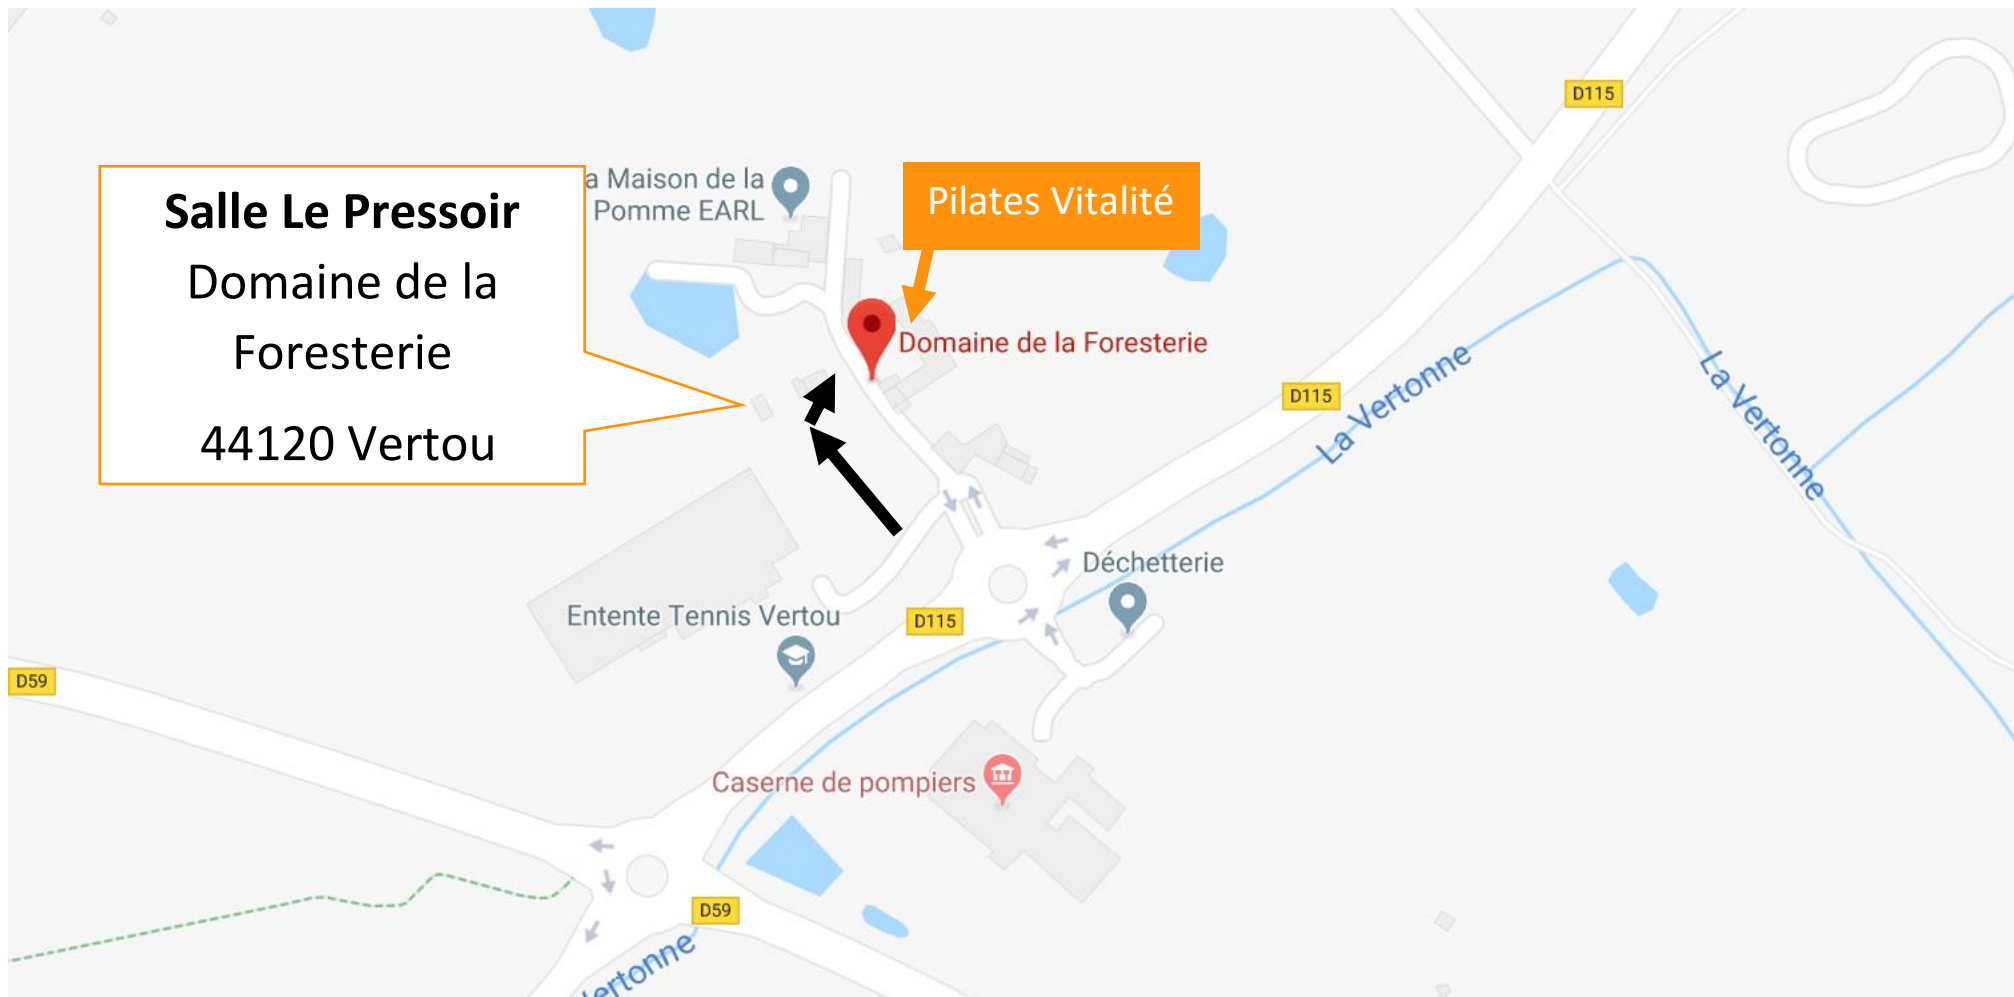 D115
Salle Le Pressoir
Domaine de la
Foresterie
44120 Vertou
a Maison de la
Pomme EARL
Pilates Vitalité
Domaine de la Foresterie
D115
La Vertonne
La Vertonne
Déchetterie
Entente Tennis Vertou
D115
D59
Caserne de pompiers
D59
Vertonne